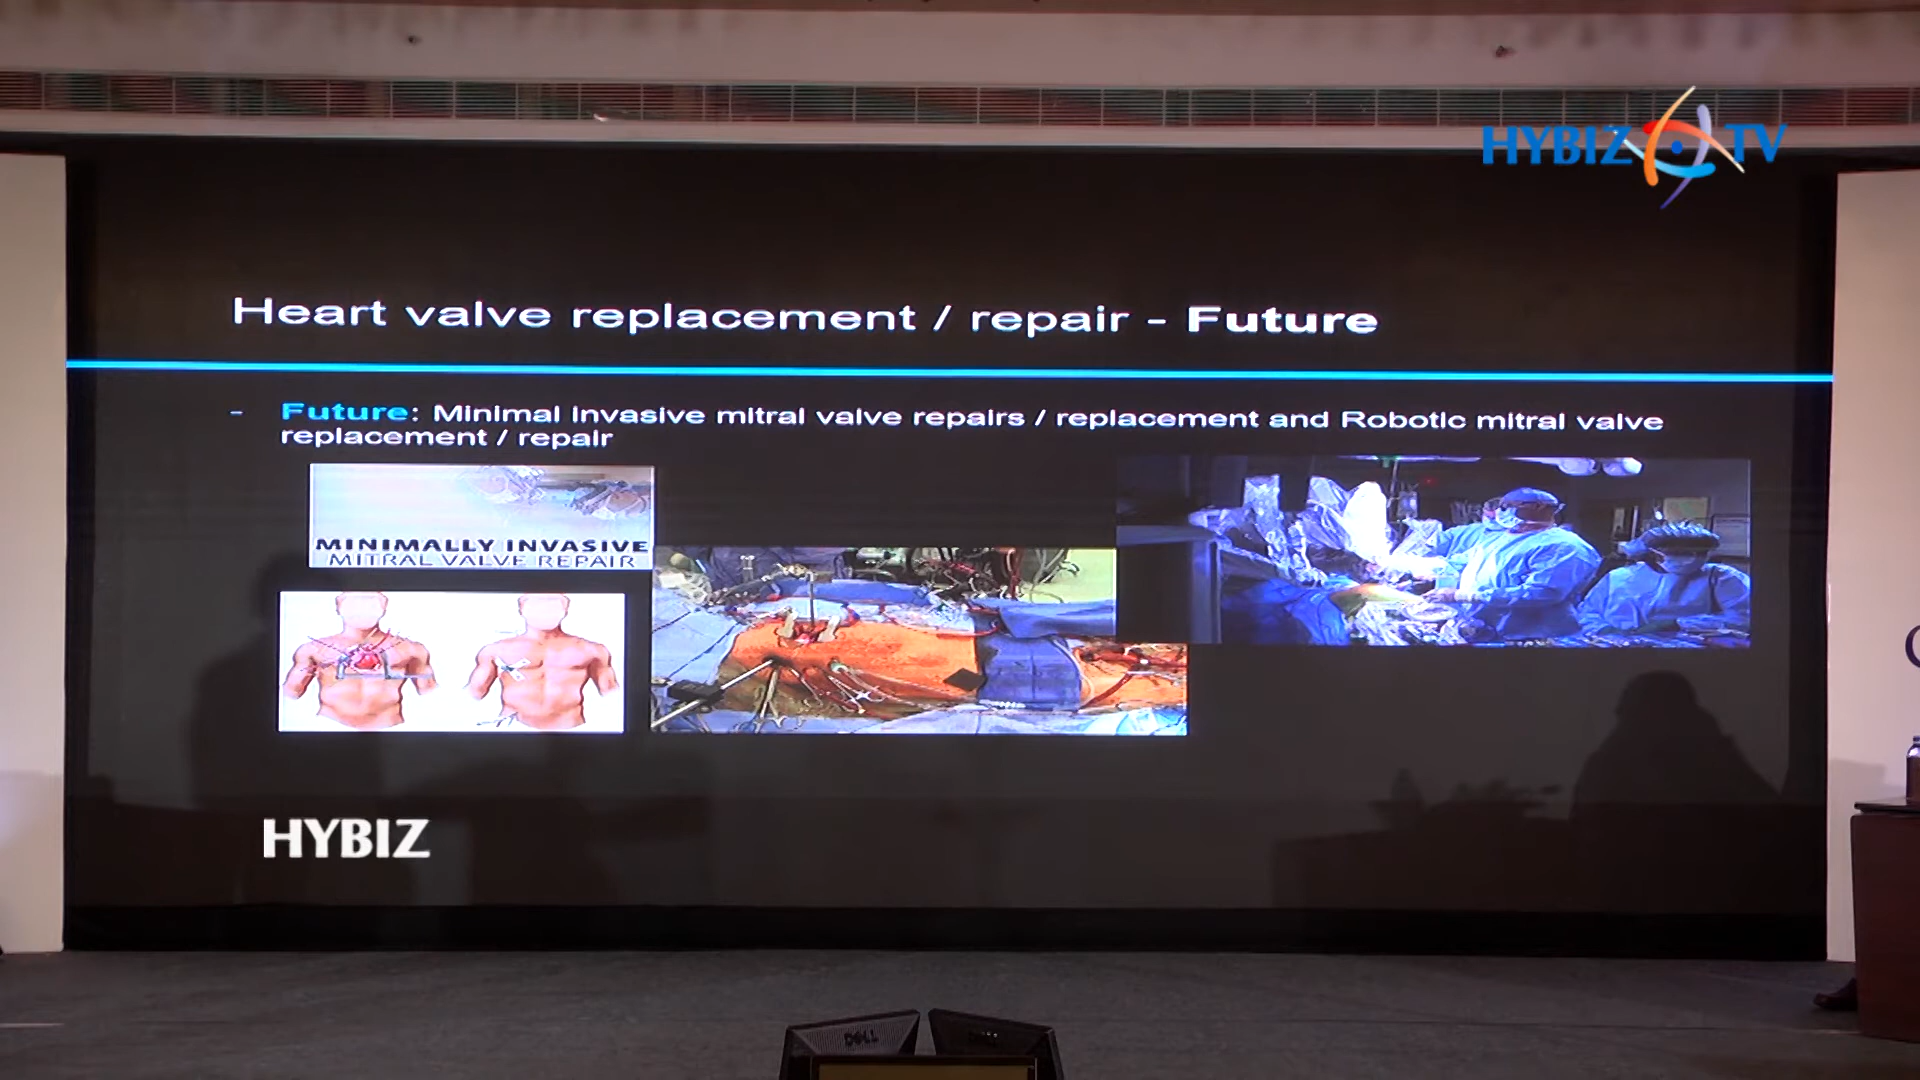 HYBIZ TV
Heart valve replacement / repair - Future
- Future: Minimal invasive mitral valve repairs / replacement and Robotic mitral valve
replacement / repair
MINIMALLY INVASIVE
MITRAL VALVE REPAIR
HYBIZ
DELL